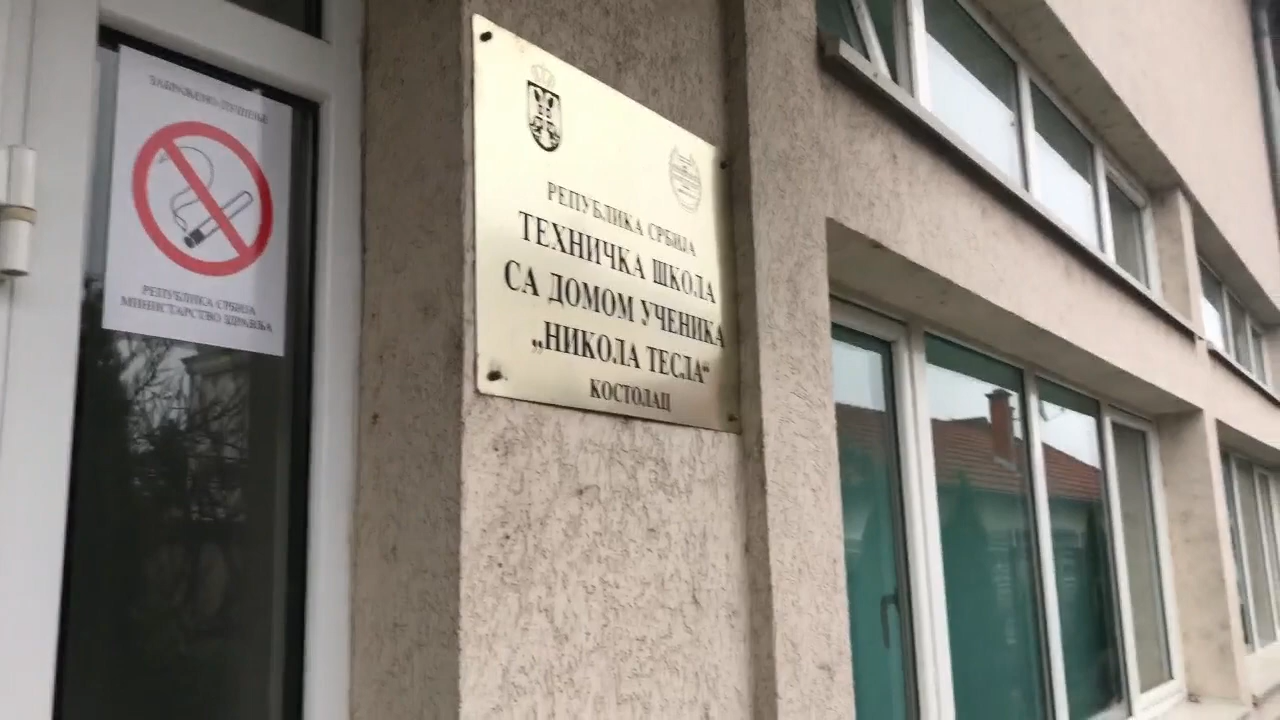 ЗАБРАЊЕНО ПУШЕЊЕ
РЕПУБЛИКА СРБИЈА
МИНИСТАРСТВО ЗДРАВЉА
РЕПУБЛИКА СРБИЈА
ТЕХНИЧКА ШКОЛА
СА ДОМОМ УЧЕНИКА
„НИКОЛА ТЕСЛА“
КОСТОЛАЦ